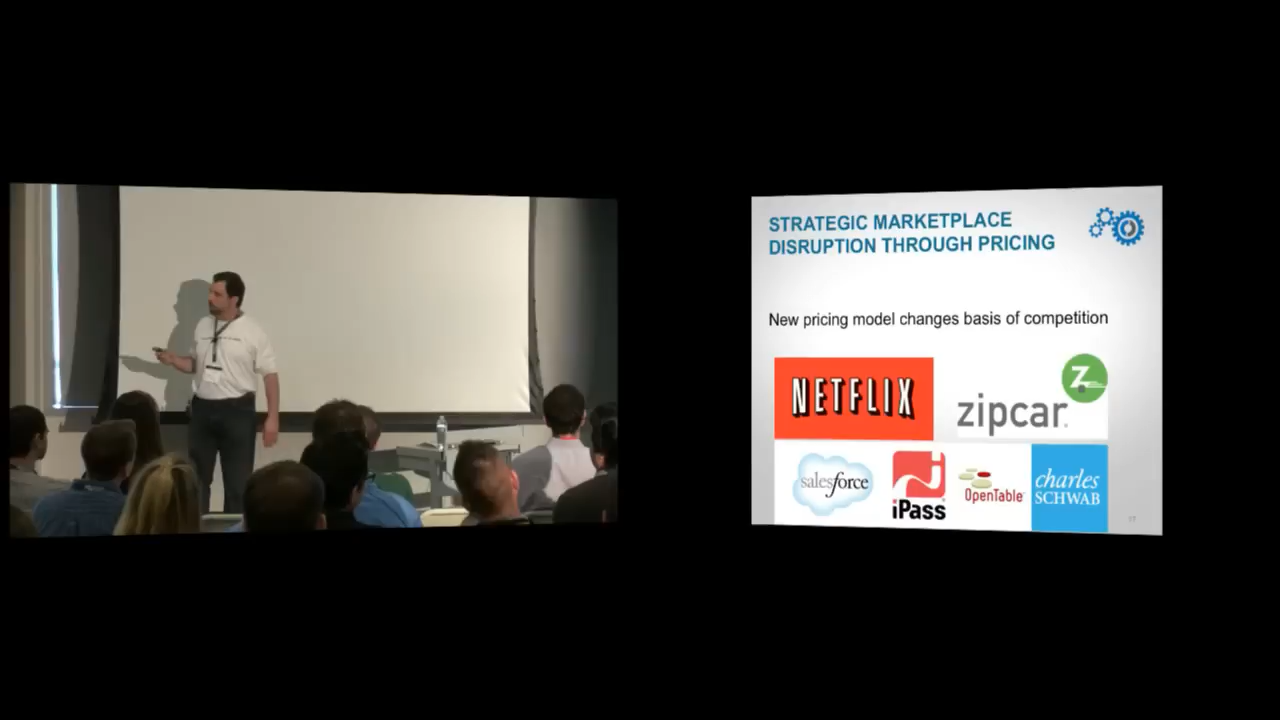 STRATEGIC MARKETPLACE
DISRUPTION THROUGH PRICING
New pricing model changes basis of competition
NETFLIX
Z
zipcar.
salesforce
iPass
OpenTable
charles
SCHWAB
17